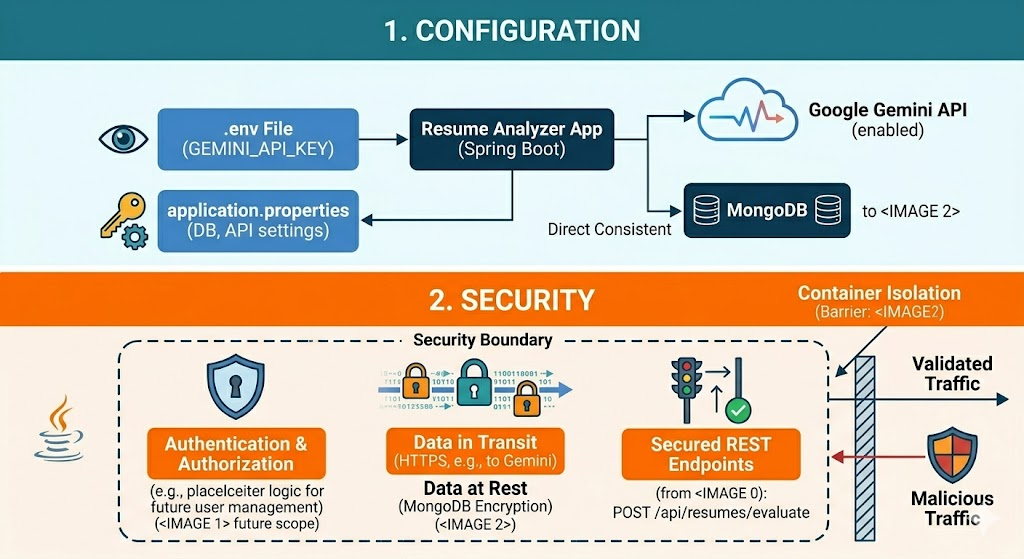 1. CONFIGURATION
.env File
(GEMINI_API_KEY)
Resume Analyzer App
(Spring Boot)
Google Gemini API
(enabled)
application.properties
(DB, API settings)
Direct Consistent
MongoDB
to <IMAGE 2>
2. SECURITY
Container Isolation
(Barrier: <IMAGE2)
Security Boundary
Authentication &
Authorization
(e.g., placelceiter logic for
future user management)
(<IMAGE 1> future scope)
Data in Transit
(HTTPS, e.g., to Gemini)
Data at Rest
(MongoDB Encryption)
(<IMAGE 2>)
Secured REST
Endpoints
(from <IMAGE 0):
POST /api/resumes/evaluate
Validated
Traffic
Malicious
Traffic